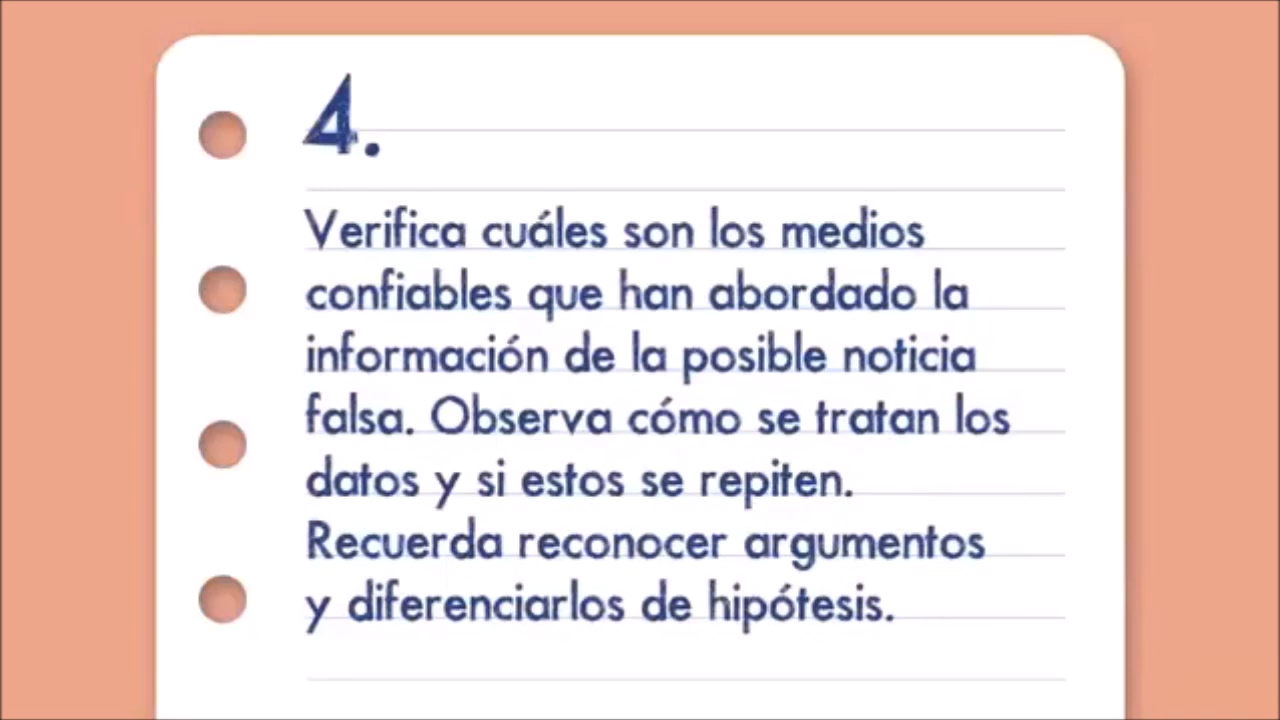 4.
Verifica cuáles son los medios
confiables que han abordado la
información de la posible noticia
falsa. Observa cómo se tratan los
datos y si estos se repiten.
Recuerda reconocer argumentos
y diferenciarlos de hipótesis.